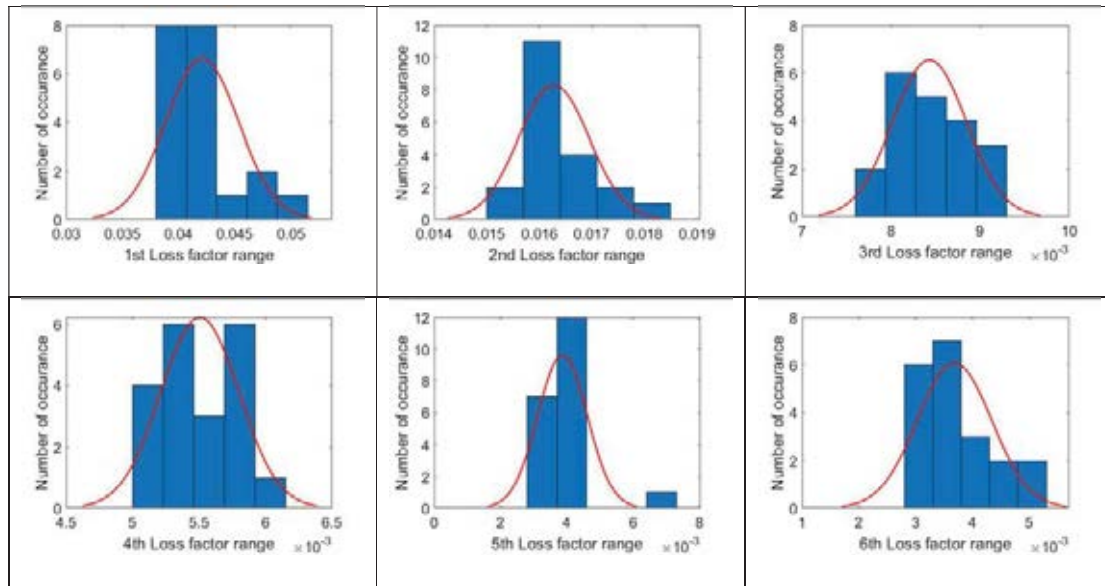 Number of occurance
8
6
4
2
0
0.03 0.035 0.04 0.045 0.05
1st Loss factor range
Number of occurance
12
10
8
6
4
2
0
0.014 0.015 0.016 0.017 0.018 0.019
2nd Loss factor range
Number of occurance
8
6
4
2
0
7 8 9 10
3rd Loss factor range ×10-3
Number of occurance
6
4
2
0
4.5 5 5.5 6 6.5
4th Loss factor range ×10-3
Number of occurance
12
10
8
6
4
2
0
0 2 4 6 8
5th Loss factor range ×10-3
Number of occurance
8
6
4
2
0
1 2 3 4 5
6th Loss factor range ×10-3